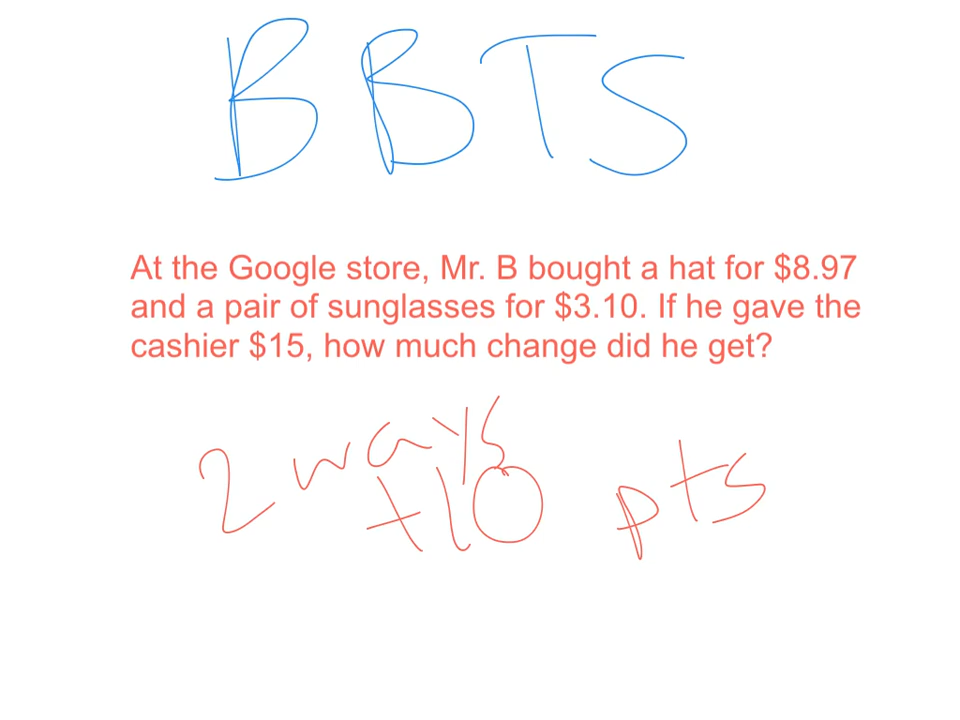 BBTS
At the Google store, Mr. B bought a hat for $8.97
and a pair of sunglasses for $3.10. If he gave the
cashier $15, how much change did he get?
2 ways
+10 pts